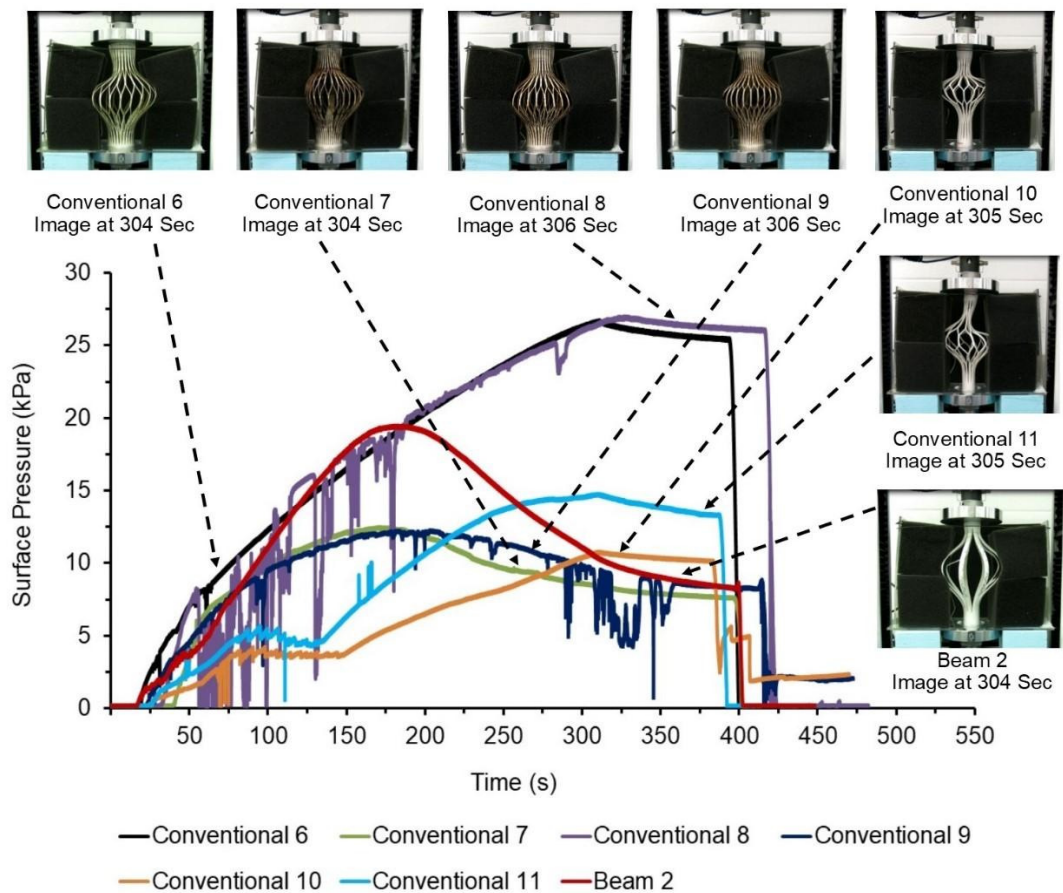 Conventional 6
Image at 304 Sec
Conventional 7
Image at 304 Sec
Conventional 8
Image at 306 Sec
Conventional 9
Image at 306 Sec
Conventional 10
Image at 305 Sec
Conventional 11
Image at 305 Sec
Beam 2
Image at 304 Sec
Surface Pressure (kPa)
30
25
20
15
10
5
0
50 100 150 200 250 300 350 400 450 500 550
Time (s)
Conventional 6 Conventional 7 Conventional 8 Conventional 9
Conventional 10 Conventional 11 Beam 2